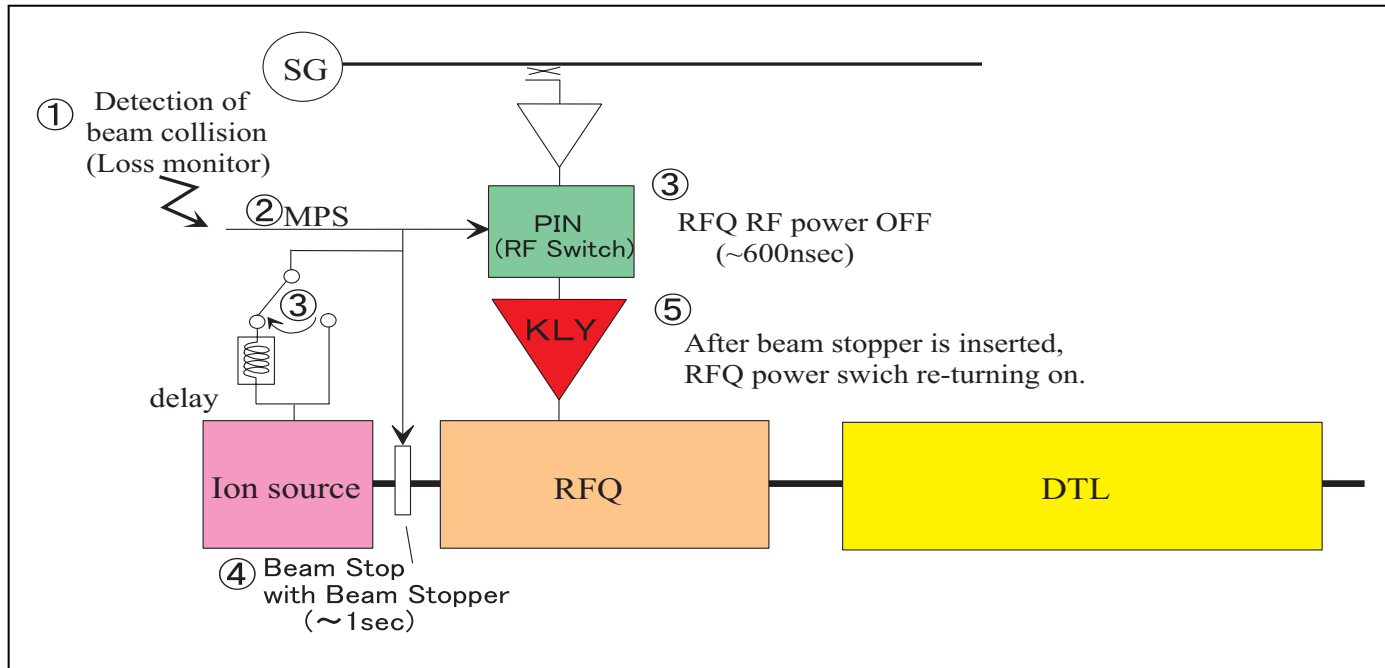 SG
① Detection of
beam collision
(Loss monitor)
② MPS
PIN
(RF Switch)
③
RFQ RF power OFF
(~600nsec)
③
delay
KLY
⑤
After beam stopper is inserted,
RFQ power swich re-turning on.
Ion source
RFQ
DTL
④ Beam Stop
with Beam Stopper
(～1sec)